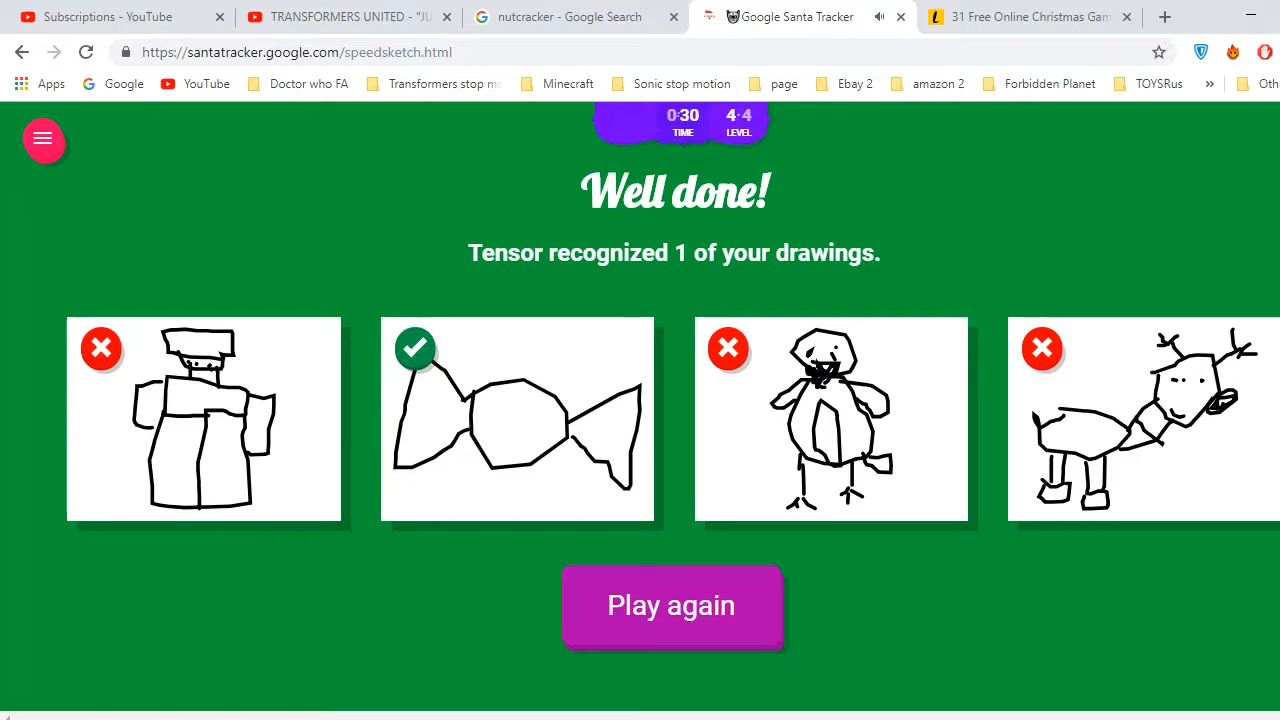 Subscriptions - YouTube
TRANSFORMERS UNITED - "JU
nutcracker - Google Search
Google Santa Tracker
31 Free Online Christmas Gam
https://santatracker.google.com/speedsketch.html
Apps
Google
YouTube
Doctor who FA
Transformers stop m
Minecraft
Sonic stop motion
page
Ebay 2
amazon 2
Forbidden Planet
TOYSRus
»
Oth
0:30
TIME
4·4
LEVEL
Well done!
Tensor recognized 1 of your drawings.
Play again